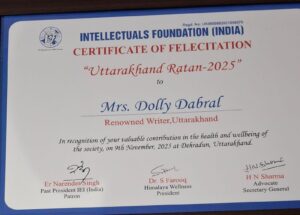 INTELLECTUALS FOUNDATION (INDIA)
CERTIFICATE OF FELECITATION
"Uttarakhand Ratan-2025"
to
Mrs. Dolly Dabral
Renowned Writer, Uttarakhand
In recognition of your valuable contribution in the health and wellbeing of
the society, on 9th November, 2025 at Dehradun, Uttarakhand.
Er Narender Singh
Past President IEI (India)
Patron
Dr. S Farooq
Himalaya Wellness
President
H N Sharma
Advocate
Secretary General